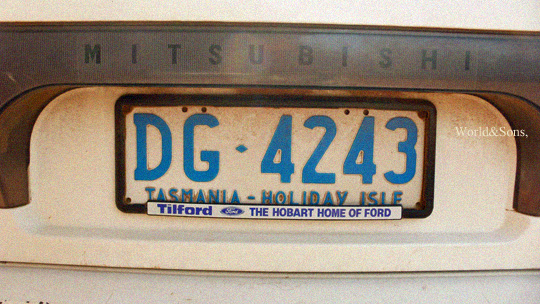 MITSUBISHI
DG·4243
World&Sons,
TASMANIA - HOLIDAY ISLE
Tilford Ford THE HOBART HOME OF FORD